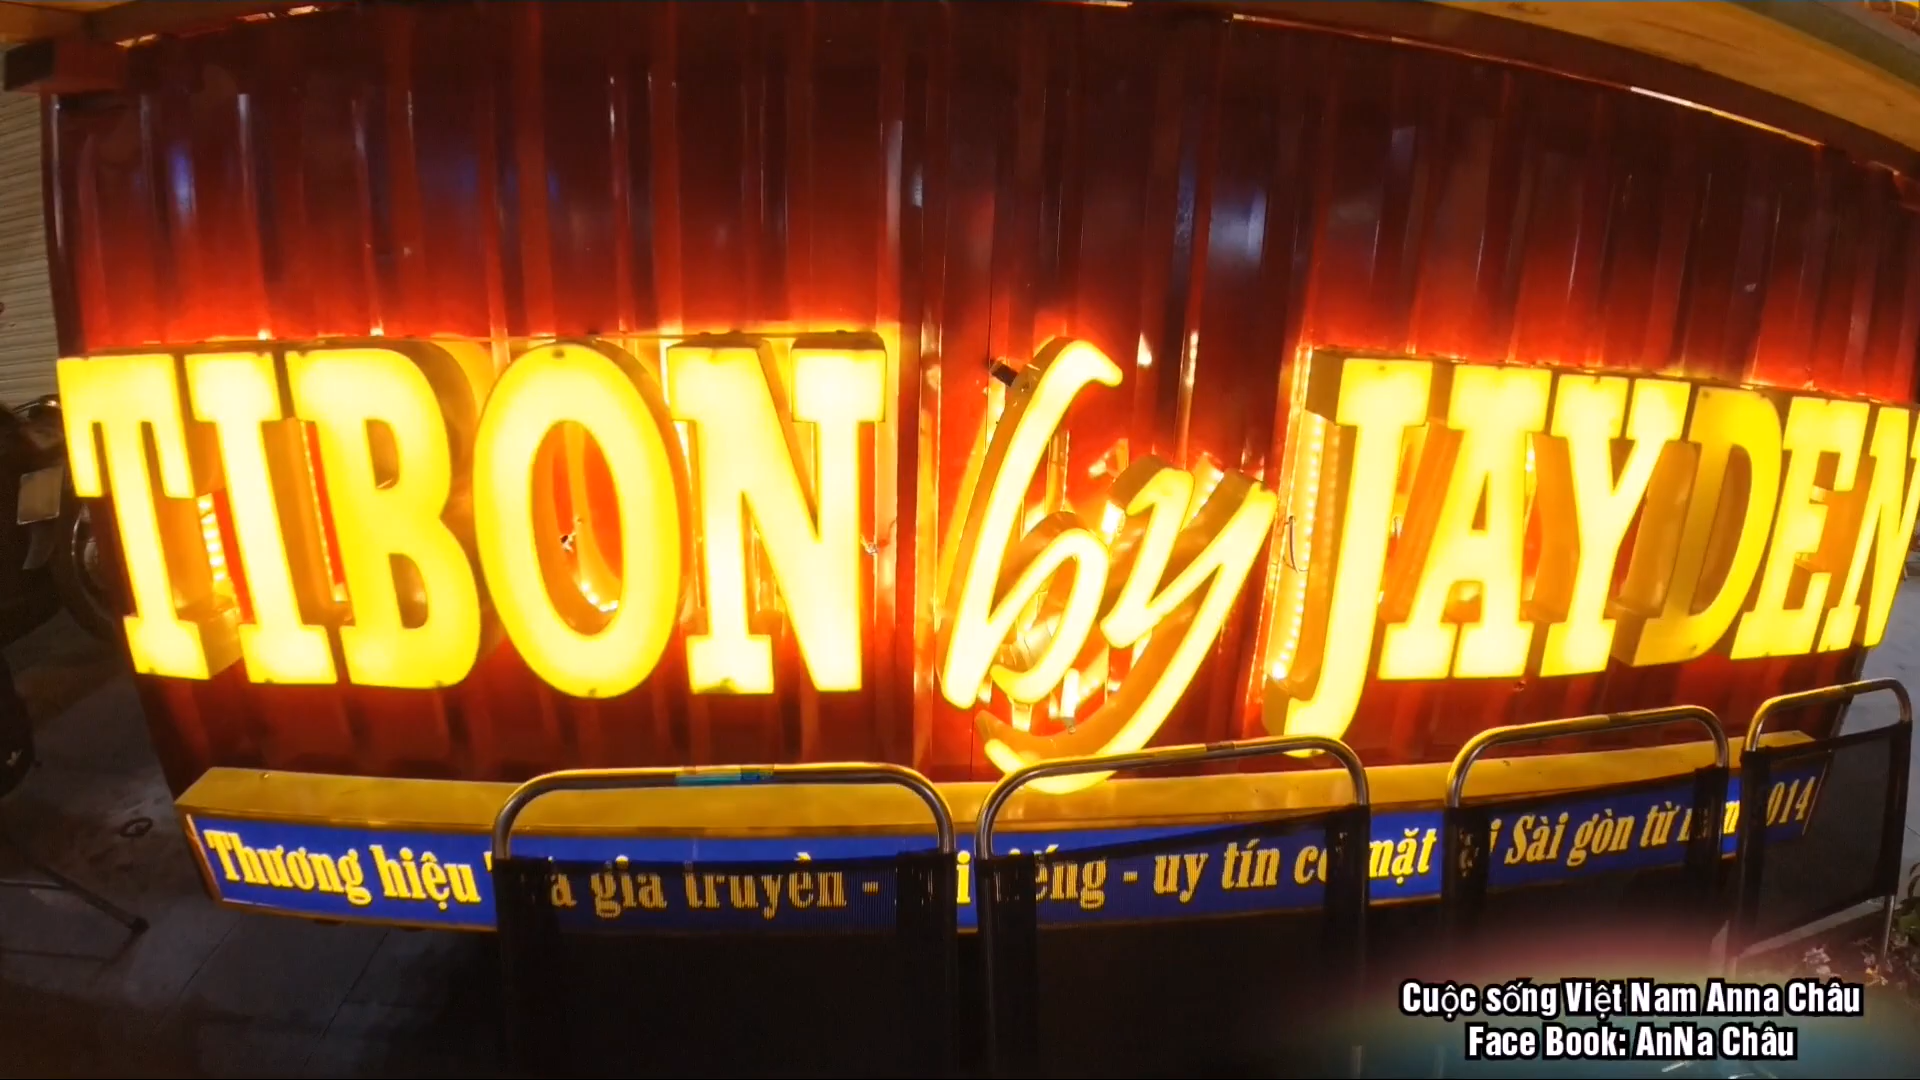 TIBON by JAYDEN
Thương hiệu gia truyền - uy tín có mặt Sài gòn từ
Cuộc sống Việt Nam Anna Châu
Face Book: AnNa Châu